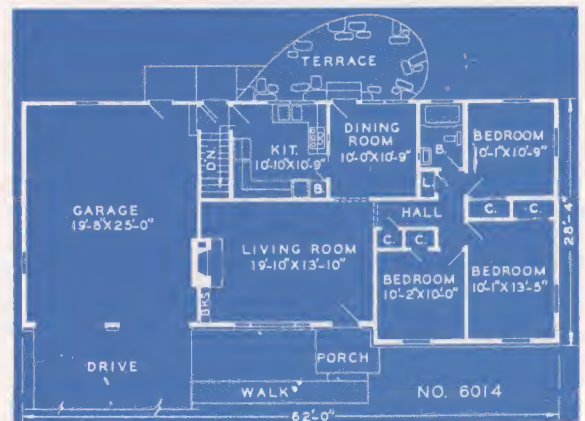 TERRACE
DINING
ROOM
10'-0"X10'-9"
KIT.
10'-10"X10'-9"
B.
BEDROOM
10'-1"X10'-9"
DN.
B.
L.
GARAGE
19'-8"X25'-0"
HALL
C. C.
LIVING ROOM
19'-10"X13'-10"
C. C.
BEDROOM
10'-2"X10'-0"
BEDROOM
10'-1"X13'-5"
28'-4"
BKS.
PORCH
DRIVE
WALK
NO. 6014
62'-0"